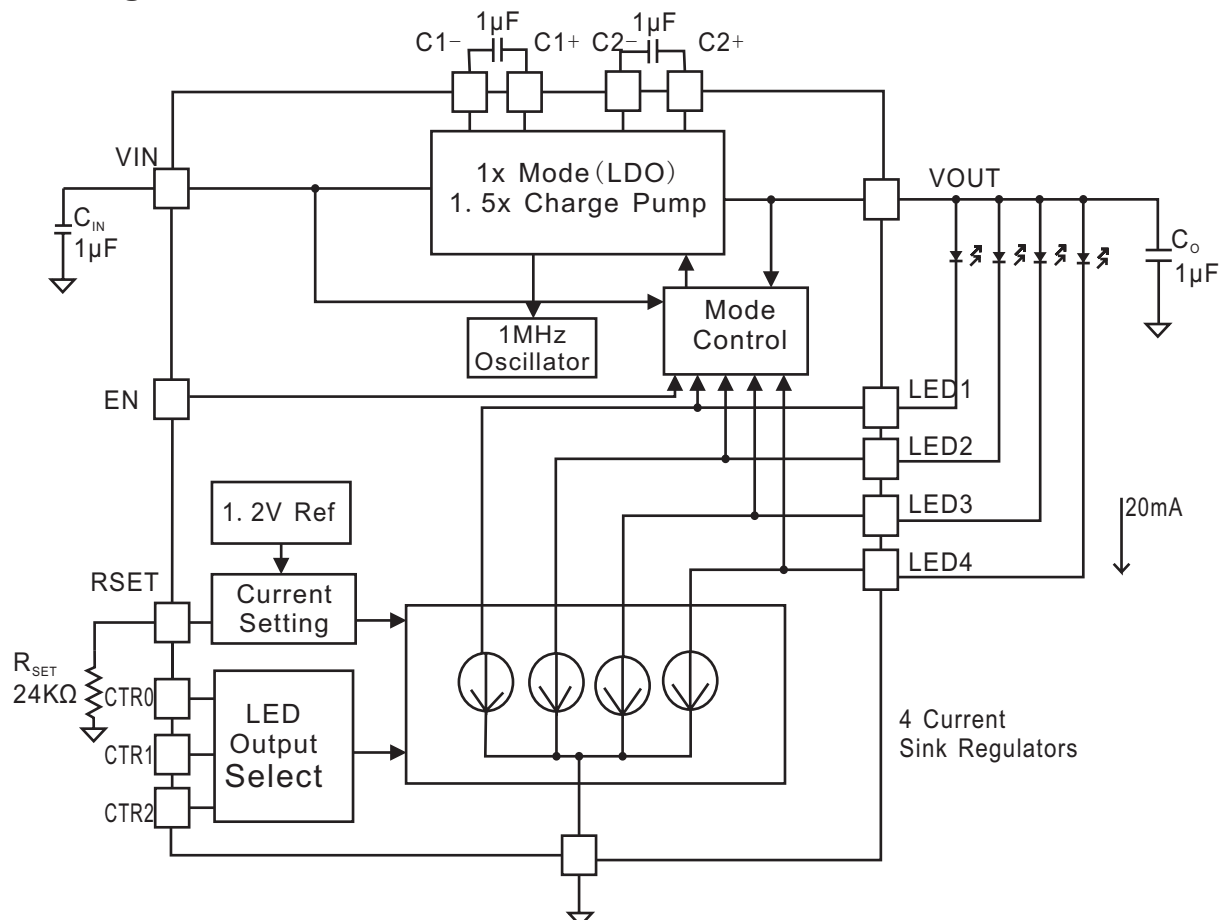 1µF
1µF
C1−
C1+
C2−
C2+
VIN
1x Mode(LDO)
1.5x Charge Pump
VOUT
CIN
1µF
CO
1µF
Mode
Control
1MHz
Oscillator
EN
LED1
LED2
1.2V Ref
LED3
20mA
LED4
RSET
Current
Setting
RSET
24KΩ
CTR0
LED
Output
Select
CTR1
CTR2
4 Current
Sink Regulators